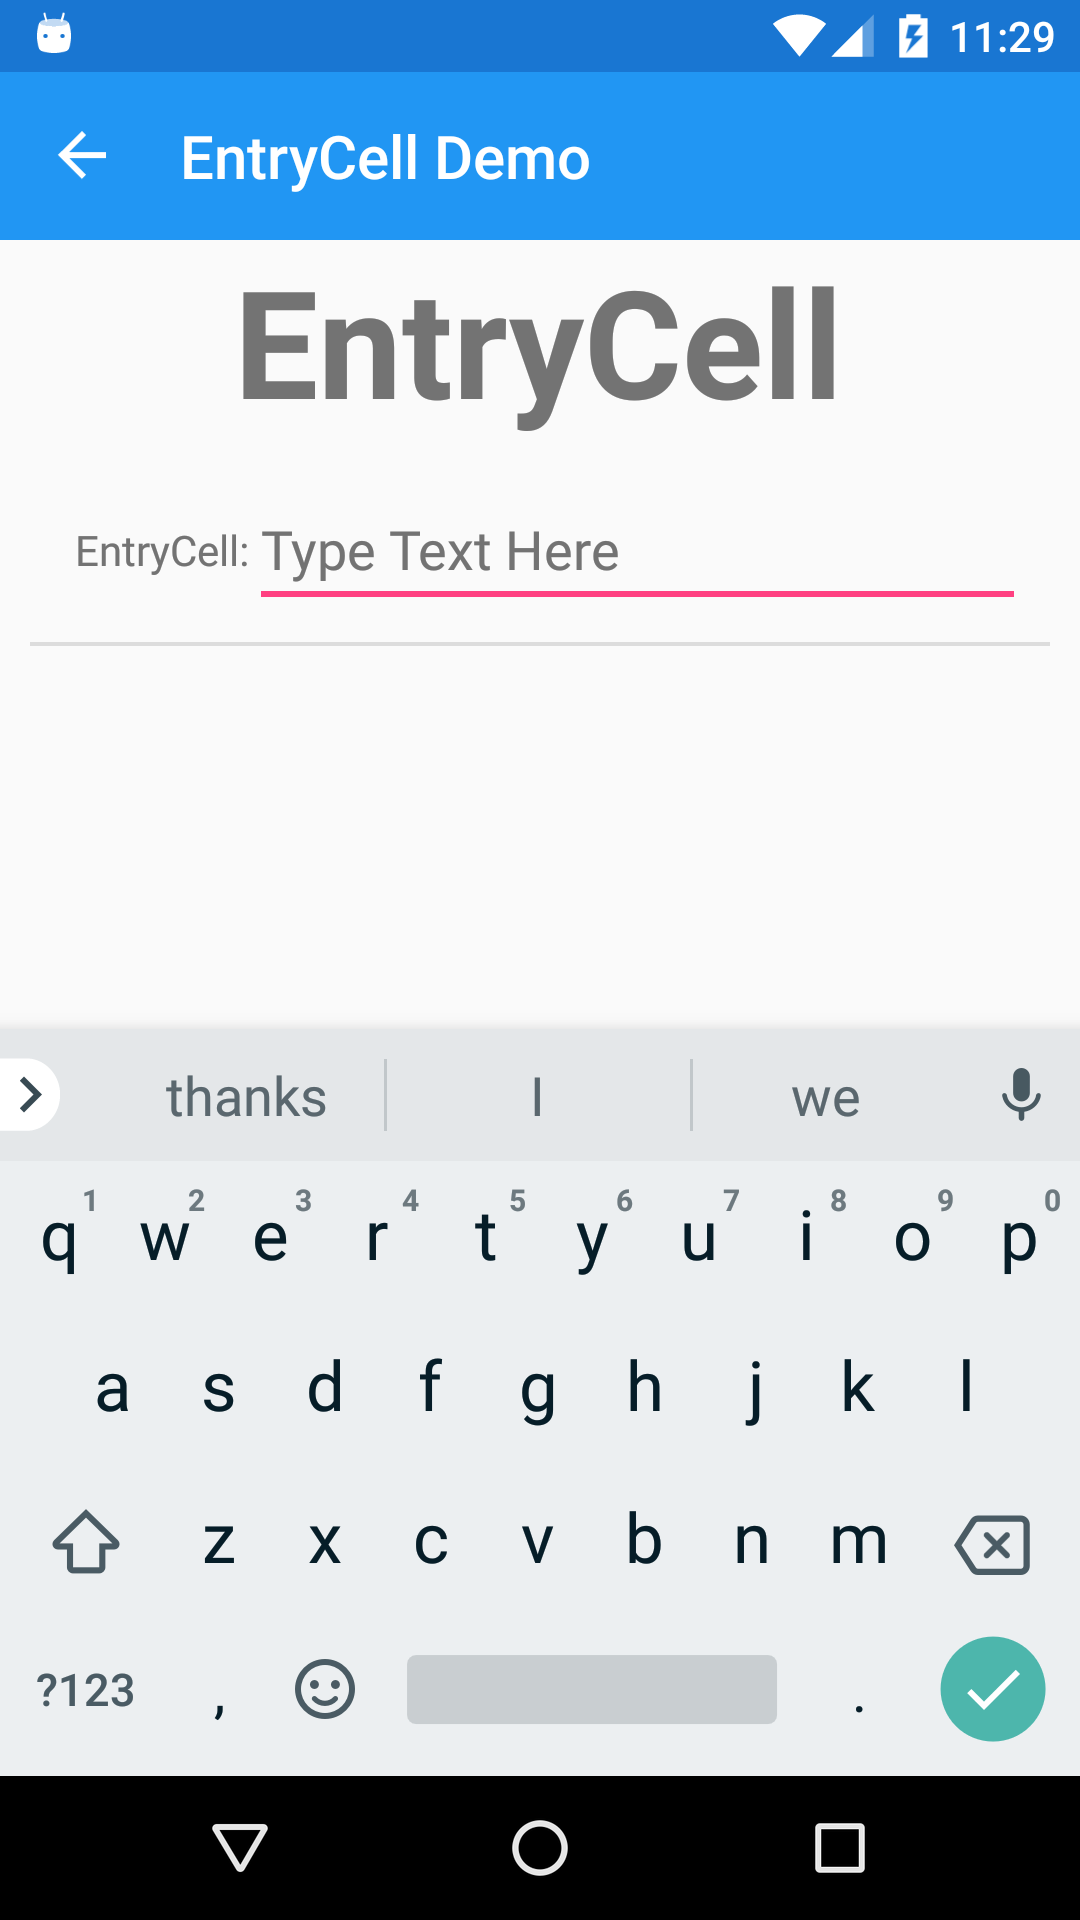 11:29
EntryCell Demo
EntryCell
EntryCell: Type Text Here
thanks I we
1 2 3 4 5 6 7 8 9 0
q w e r t y u i o p
a s d f g h j k l
z x c v b n m
?123 , .